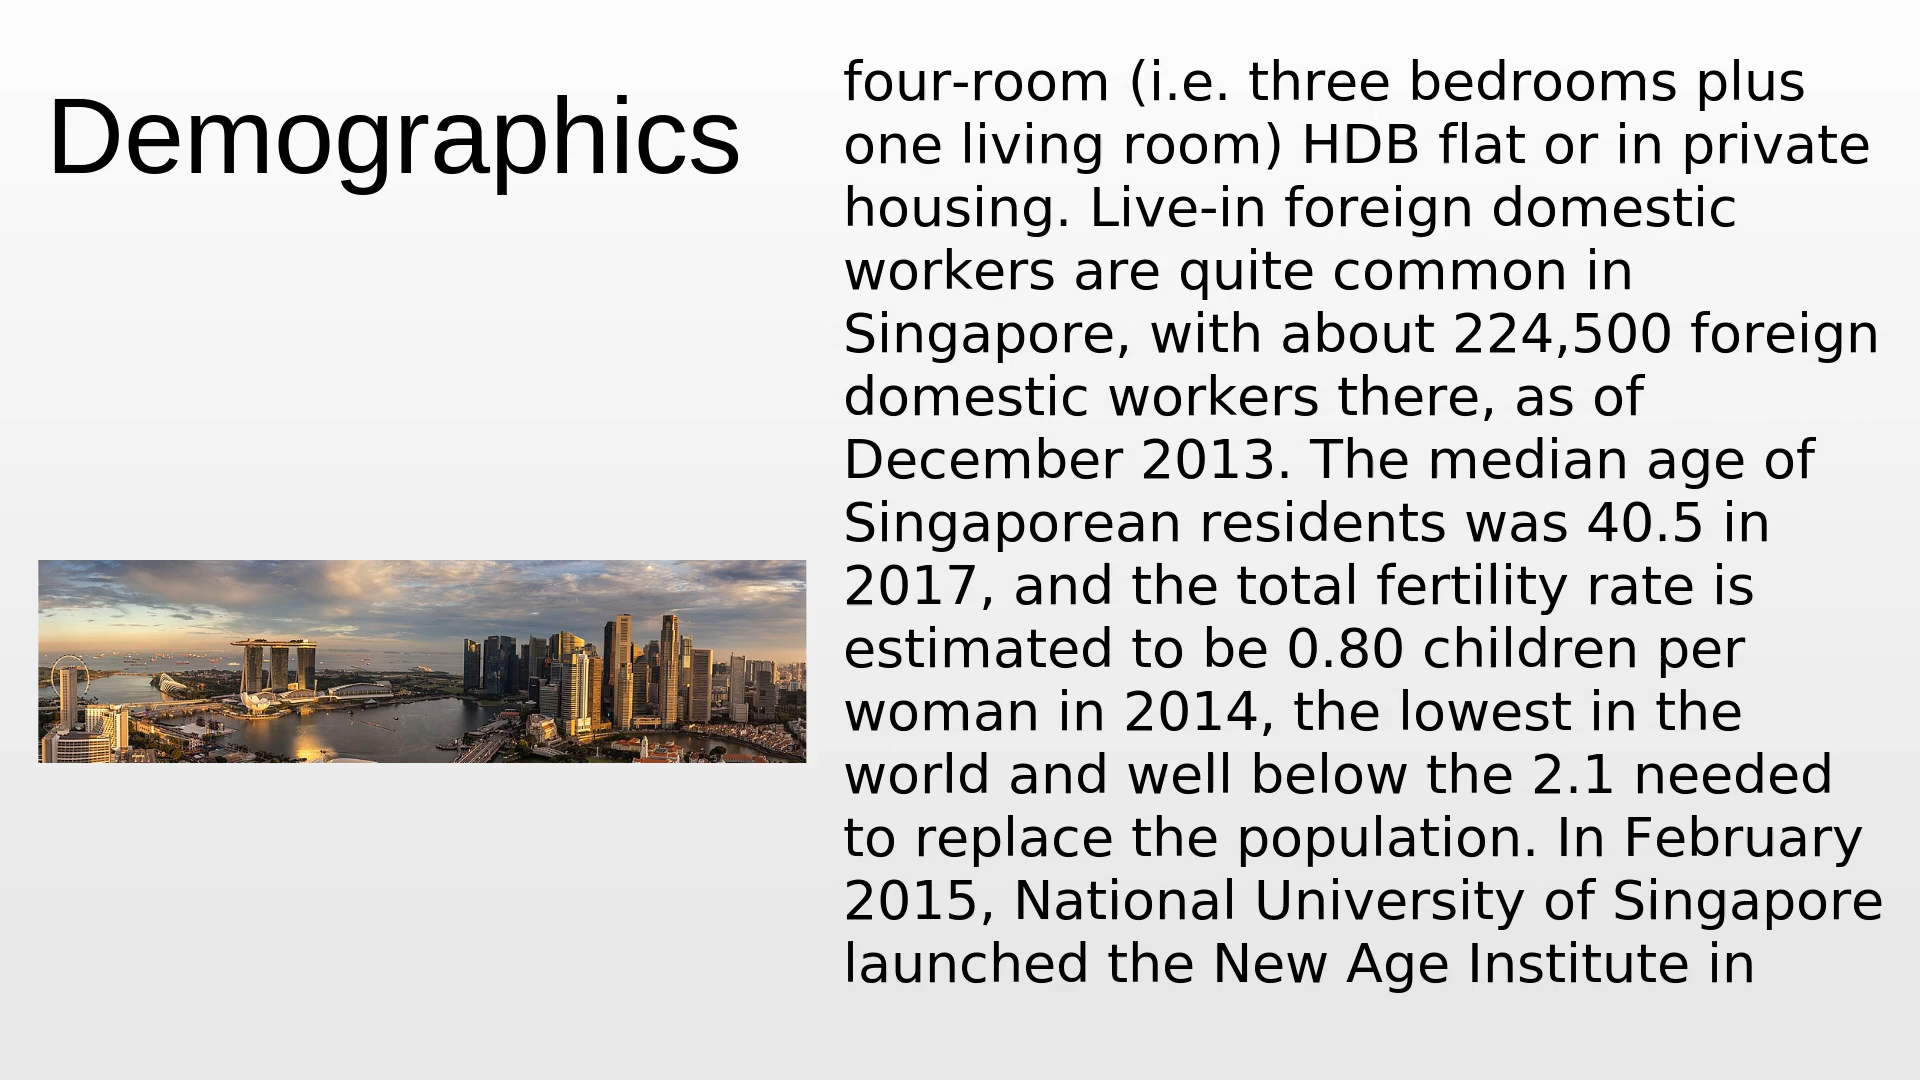 Demographics
four-room (i.e. three bedrooms plus
one living room) HDB flat or in private
housing. Live-in foreign domestic
workers are quite common in
Singapore, with about 224,500 foreign
domestic workers there, as of
December 2013. The median age of
Singaporean residents was 40.5 in
2017, and the total fertility rate is
estimated to be 0.80 children per
woman in 2014, the lowest in the
world and well below the 2.1 needed
to replace the population. In February
2015, National University of Singapore
launched the New Age Institute in